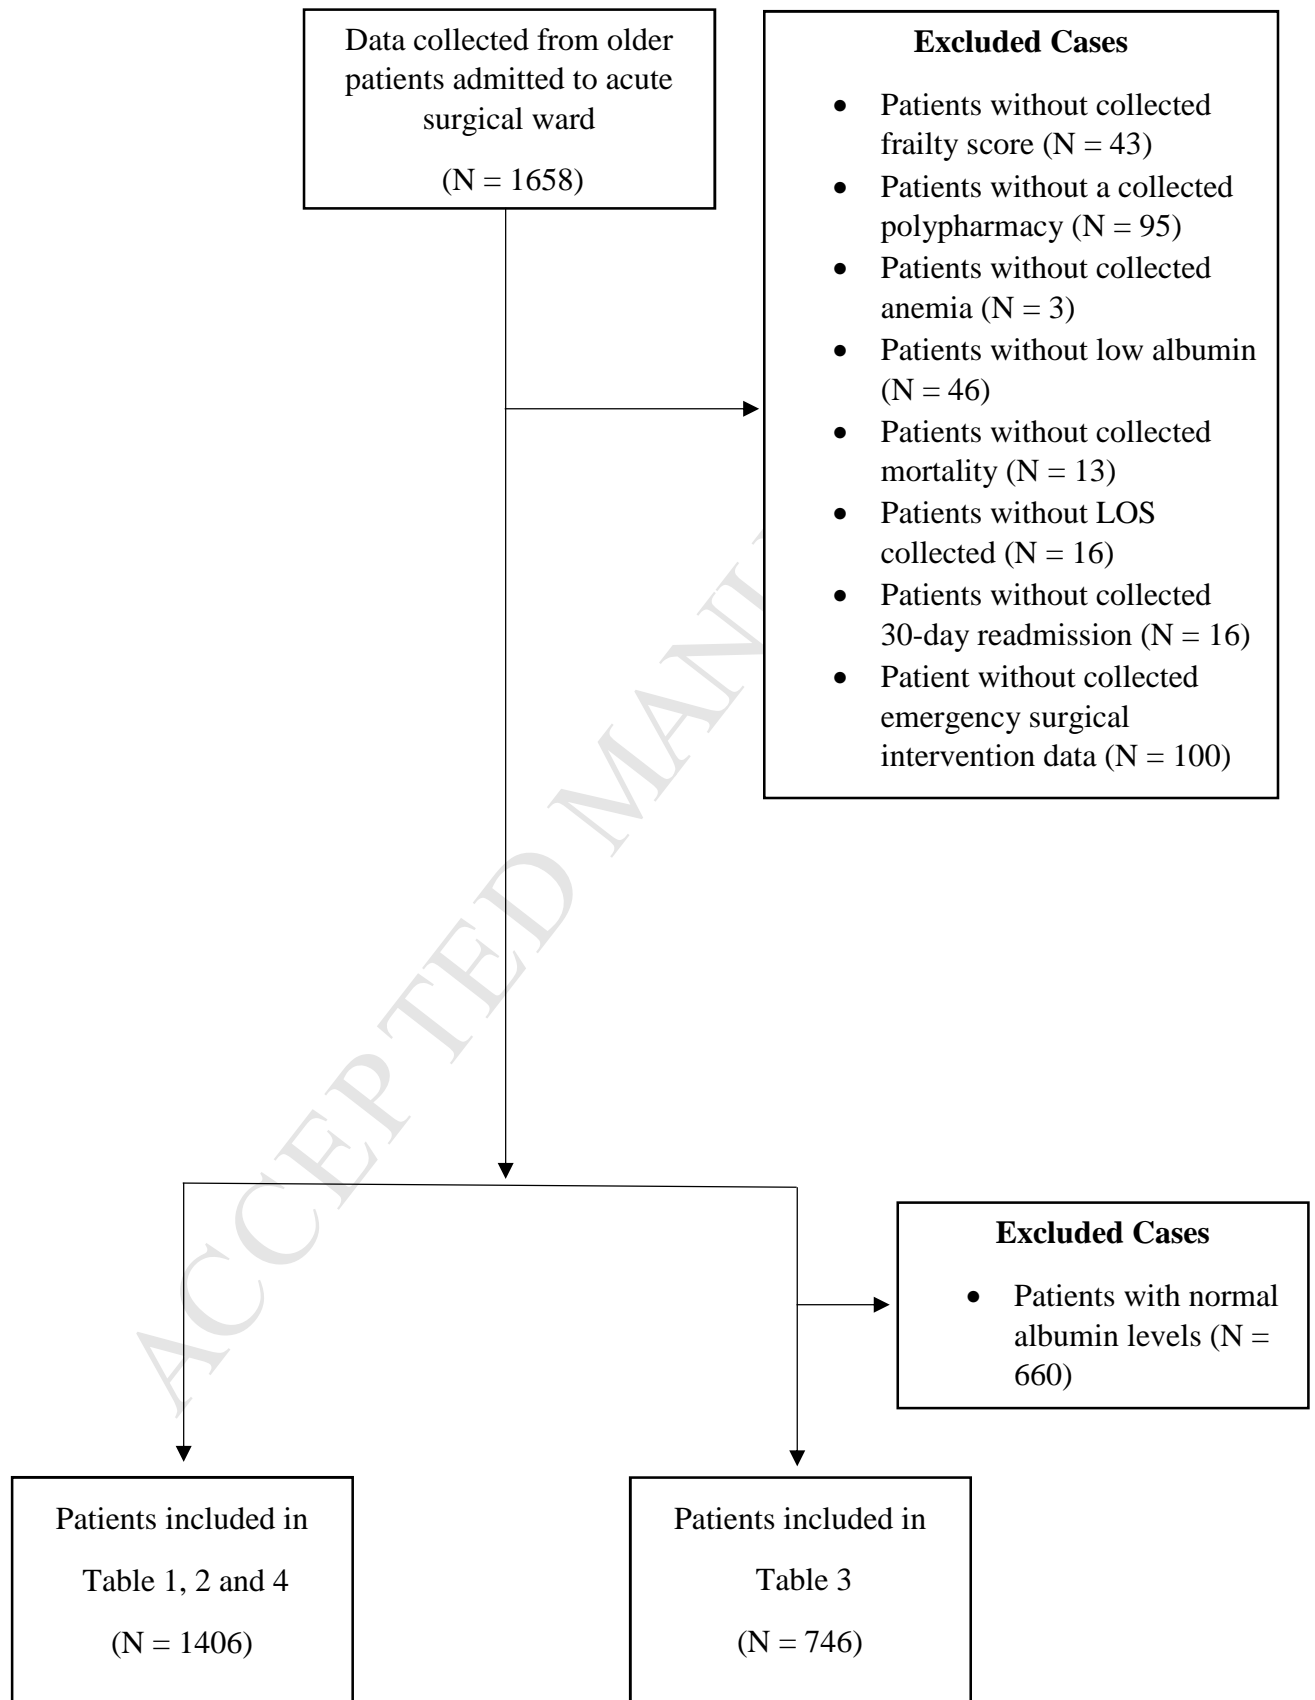 Data collected from older
patients admitted to acute
surgical ward
(N = 1658)
Excluded Cases
• Patients without collected
frailty score (N = 43)
• Patients without a collected
polypharmacy (N = 95)
• Patients without collected
anemia (N = 3)
• Patients without low albumin
(N = 46)
• Patients without collected
mortality (N = 13)
• Patients without LOS
collected (N = 16)
• Patients without collected
30-day readmission (N = 16)
• Patient without collected
emergency surgical
intervention data (N = 100)
ACCEPTED MANU
Excluded Cases
• Patients with normal
albumin levels (N =
660)
Patients included in
Table 1, 2 and 4
(N = 1406)
Patients included in
Table 3
(N = 746)